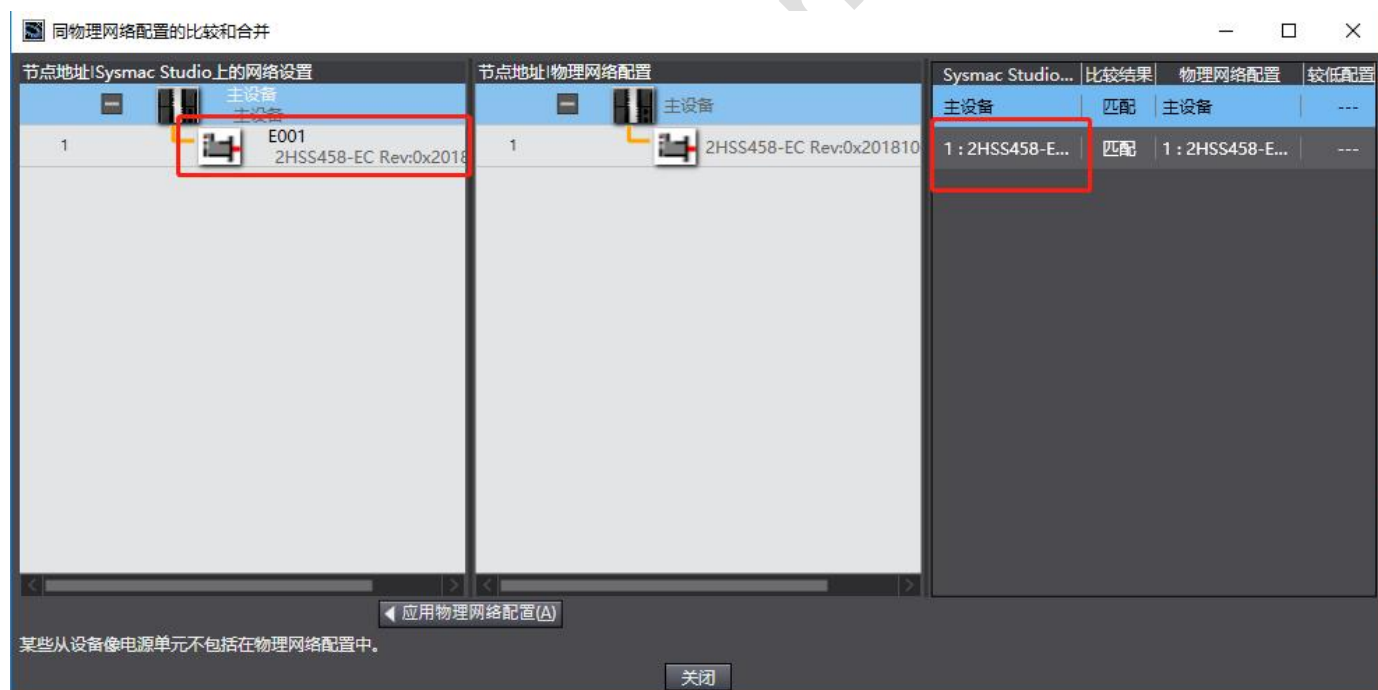 同物理网络配置的比较和合并
节点地址|Sysmac Studio上的网络设置
主设备
主设备
1
E001
2HSS458-EC Rev:0x2018
节点地址|物理网络配置
主设备
1
2HSS458-EC Rev:0x201810
Sysmac Studio... 比较结果 物理网络配置 较低配置
主设备 匹配 主设备 ---
1 : 2HSS458-E... 匹配 1 : 2HSS458-E... ---
应用物理网络配置(A)
某些从设备像电源单元不包括在物理网络配置中。
关闭